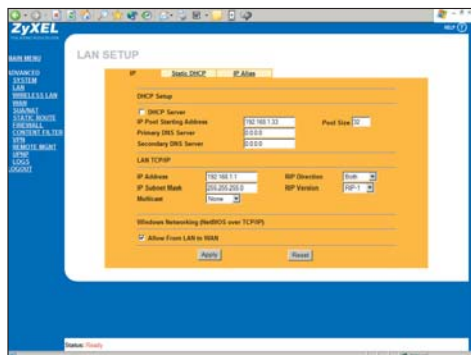 ZyXEL
HELP
LAN SETUP
MAIN MENU
ADVANCED
SYSTEM
LAN
WIRELESS LAN
WAN
SUA/NAT
STATIC ROUTE
FIREWALL
CONTENT FILTER
VPN
REMOTE MGNT
UPNP
LOGS
LOGOUT
IP Static DHCP IP Alias
DHCP Setup
DHCP Server
IP Pool Starting Address 192.168.1.33 Pool Size 32
Primary DNS Server 0.0.0.0
Secondary DNS Server 0.0.0.0
LAN TCP/IP
IP Address 192.168.1.1 RIP Direction Both
IP Subnet Mask 255.255.255.0 RIP Version RIP-1
Multicast None
Windows Networking (NetBIOS over TCP/IP)
Allow From LAN to WAN
Apply Reset
Status: Ready